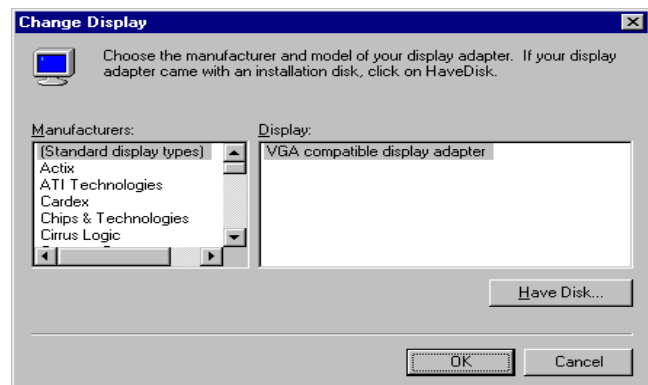 Change Display
Choose the manufacturer and model of your display adapter. If your display
adapter came with an installation disk, click on HaveDisk.
Manufacturers:
(Standard display types)
Actix
ATI Technologies
Cardex
Chips & Technologies
Cirrus Logic
Display:
VGA compatible display adapter
Have Disk...
OK
Cancel